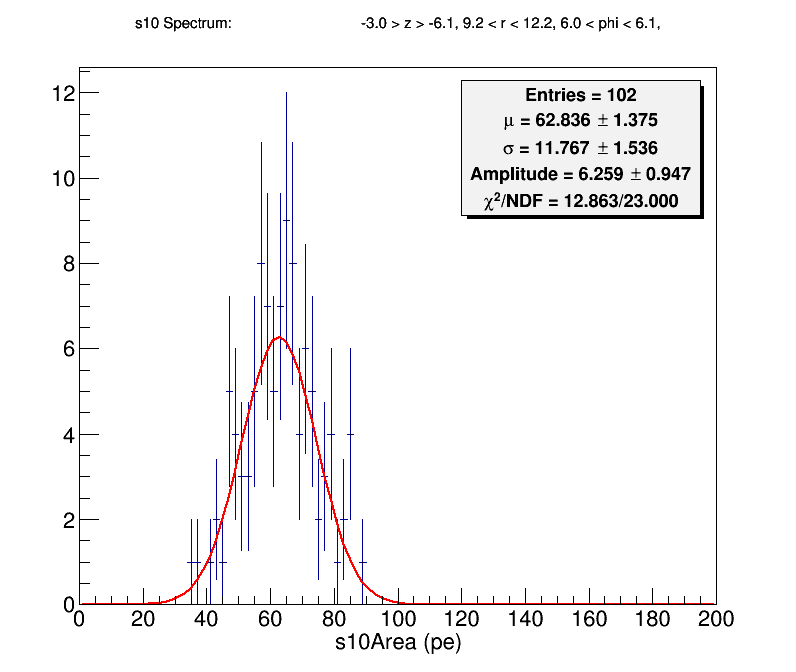 s10 Spectrum: -3.0 > z > -6.1, 9.2 < r < 12.2, 6.0 < phi < 6.1,
Entries = 102
μ = 62.836 ± 1.375
σ = 11.767 ± 1.536
Amplitude = 6.259 ± 0.947
χ²/NDF = 12.863/23.000
12
10
8
6
4
2
0
0 20 40 60 80 100 120 140 160 180 200
s10Area (pe)